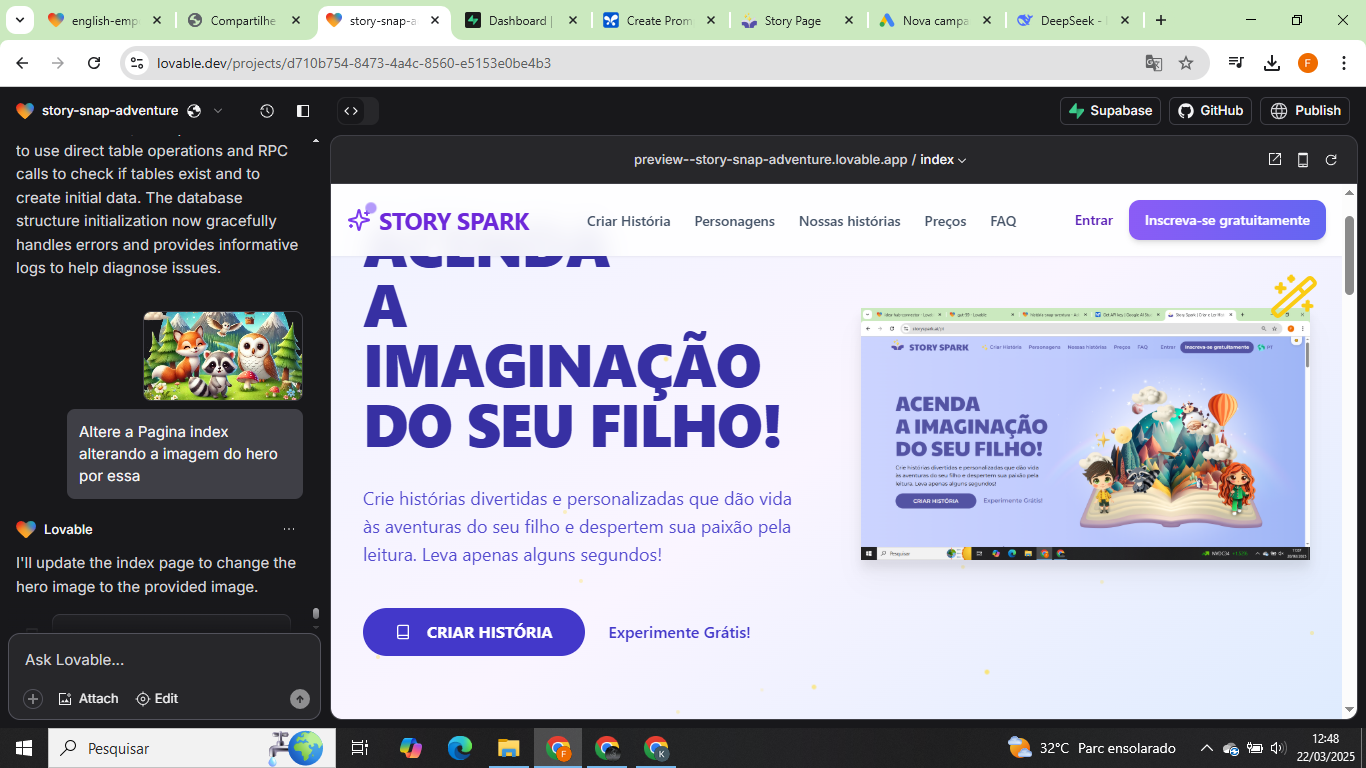 english-emp
Compartilhe
story-snap-a
Dashboard |
Create Prom
Story Page
Nova campa
DeepSeek -
lovable.dev/projects/d710b754-8473-4a4c-8560-e5153e0be4b3
F
story-snap-adventure
Supabase
GitHub
Publish
to use direct table operations and RPC
calls to check if tables exist and to
create initial data. The database
structure initialization now gracefully
handles errors and provides informative
logs to help diagnose issues.
Altere a Pagina index
alterando a imagem do hero
por essa
Lovable
I'll update the index page to change the
hero image to the provided image.
Ask Lovable...
Attach
Edit
preview--story-snap-adventure.lovable.app / index
STORY SPARK
Criar História
Personagens
Nossas histórias
Preços
FAQ
Entrar
Inscreva-se gratuitamente
ACENDA
A
IMAGINAÇÃO
DO SEU FILHO!
Crie histórias divertidas e personalizadas que dão vida
às aventuras do seu filho e despertem sua paixão pela
leitura. Leva apenas alguns segundos!
CRIAR HISTÓRIA
Experimente Grátis!
STORY SPARK
Criar História
Personagens
Nossas histórias
Preços
FAQ
Entrar
Inscreva-se gratuitamente
PT
ACENDA
A IMAGINAÇÃO
DO SEU FILHO!
Crie histórias divertidas e personalizadas que dão vida
às aventuras do seu filho e despertem sua paixão pela
leitura. Leva apenas alguns segundos!
CRIAR HISTÓRIA
Experimente Grátis!
Pesquisar
Pesquisar
F
K
32°C Parc ensolarado
12:48
22/03/2025